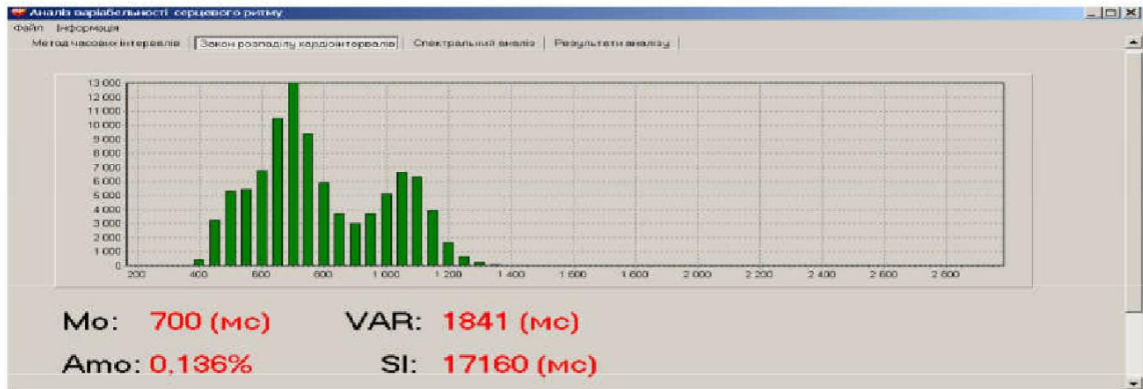 Аналіз варіабельності серцевого ритму
Файл Інформація
Метод часових інтервалів Закон розподілу кардіоінтервалів Спектральний аналіз Результати аналізу
13 000
12 000
11 000
10 000
9 000
8 000
7 000
6 000
5 000
4 000
3 000
2 000
1 000
0
200 400 600 800 1 000 1 200 1 400 1 600 1 800 2 000 2 200 2 400 2 600 2 800
Mo: 700 (мс) VAR: 1841 (мс)
Amo: 0,136% SI: 17160 (мс)